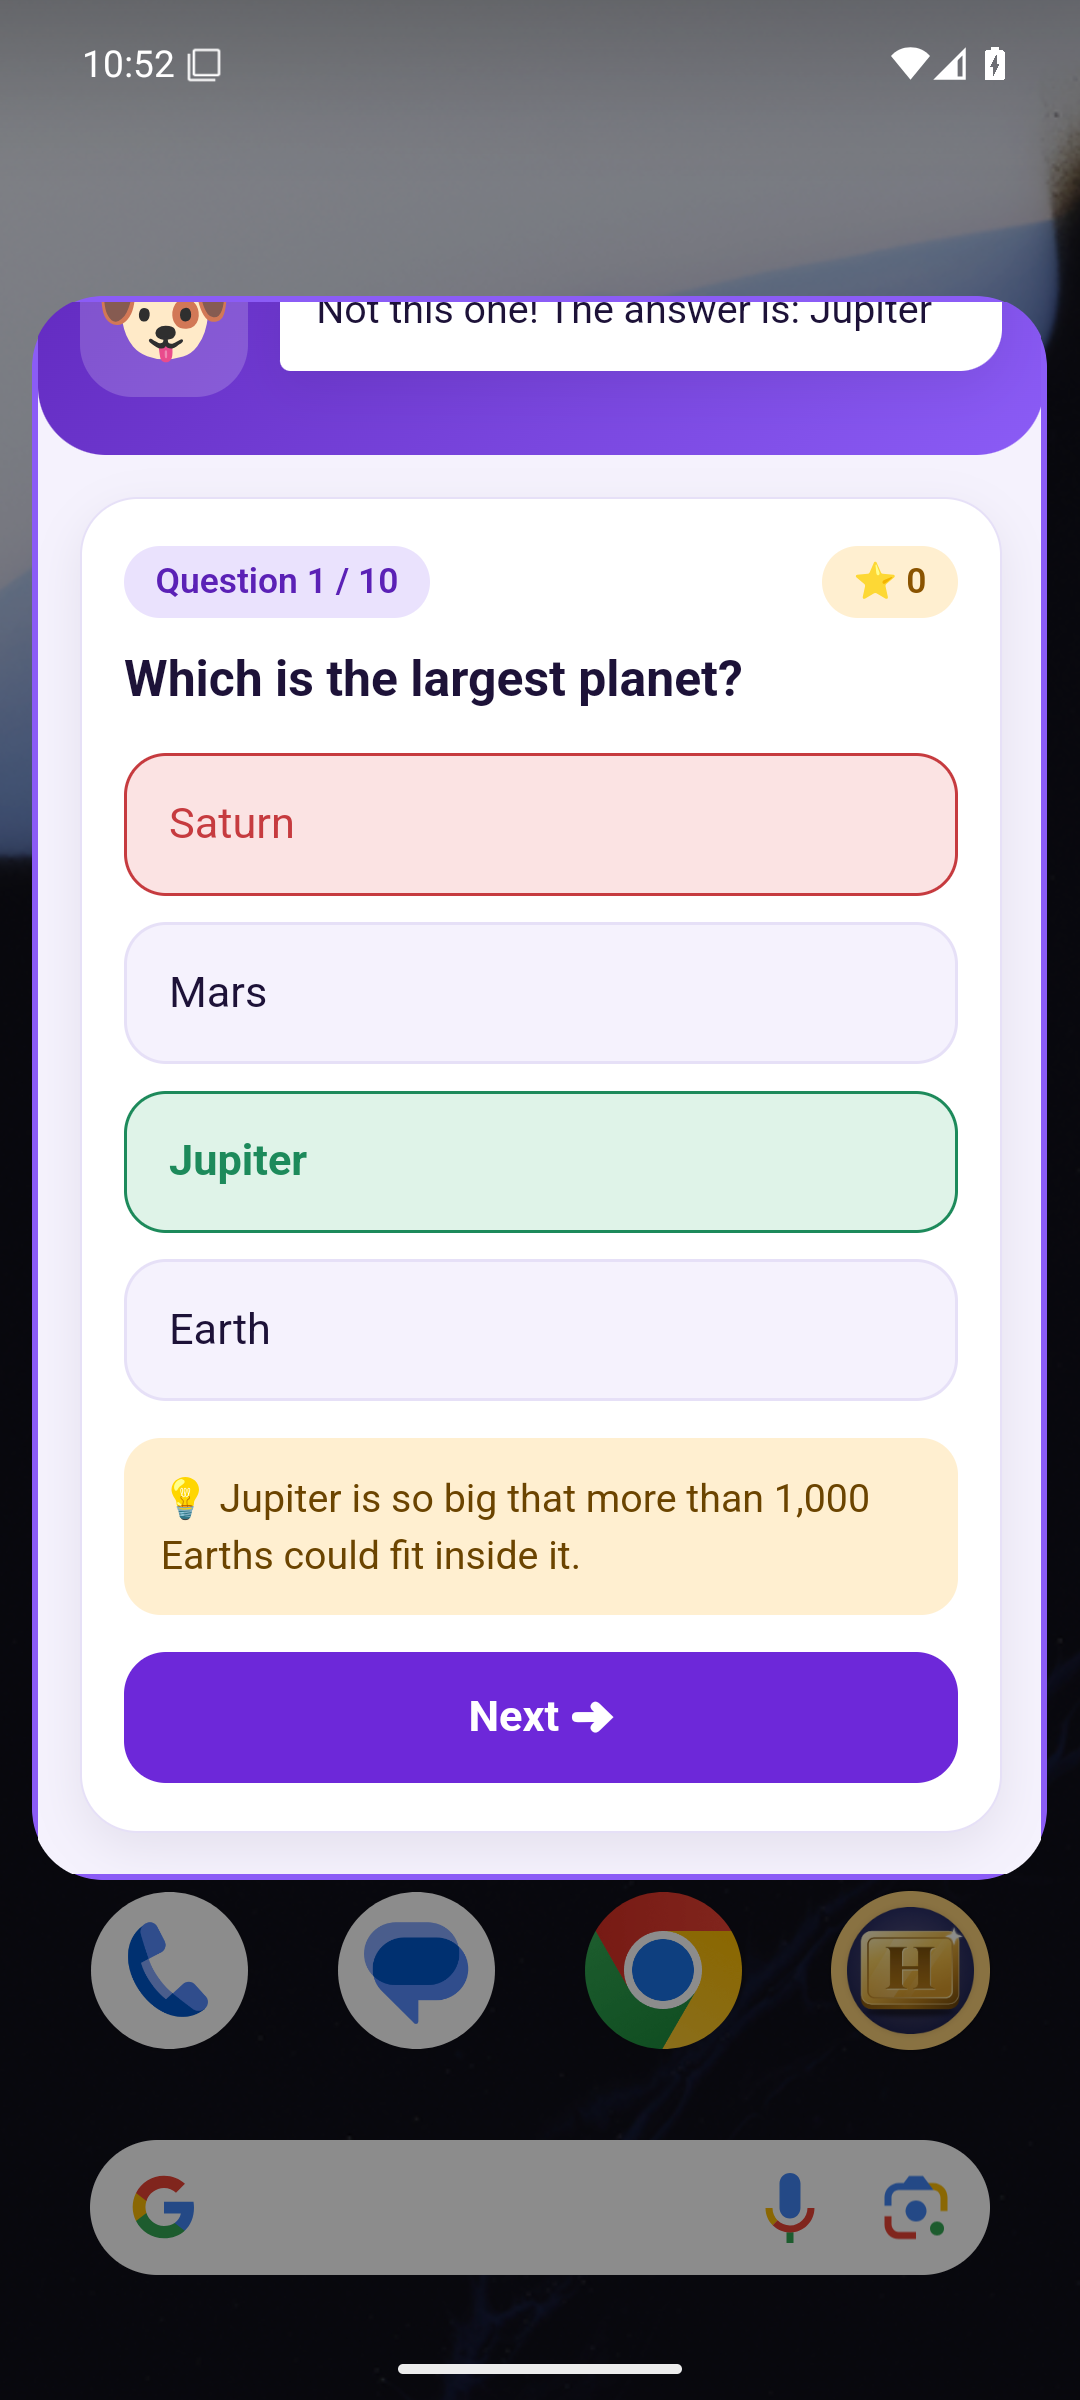 10:52
Not this one! The answer is: Jupiter
Question 1 / 10
⭐ 0
Which is the largest planet?
Saturn
Mars
Jupiter
Earth
💡 Jupiter is so big that more than 1,000
Earths could fit inside it.
Next ➜
H
G